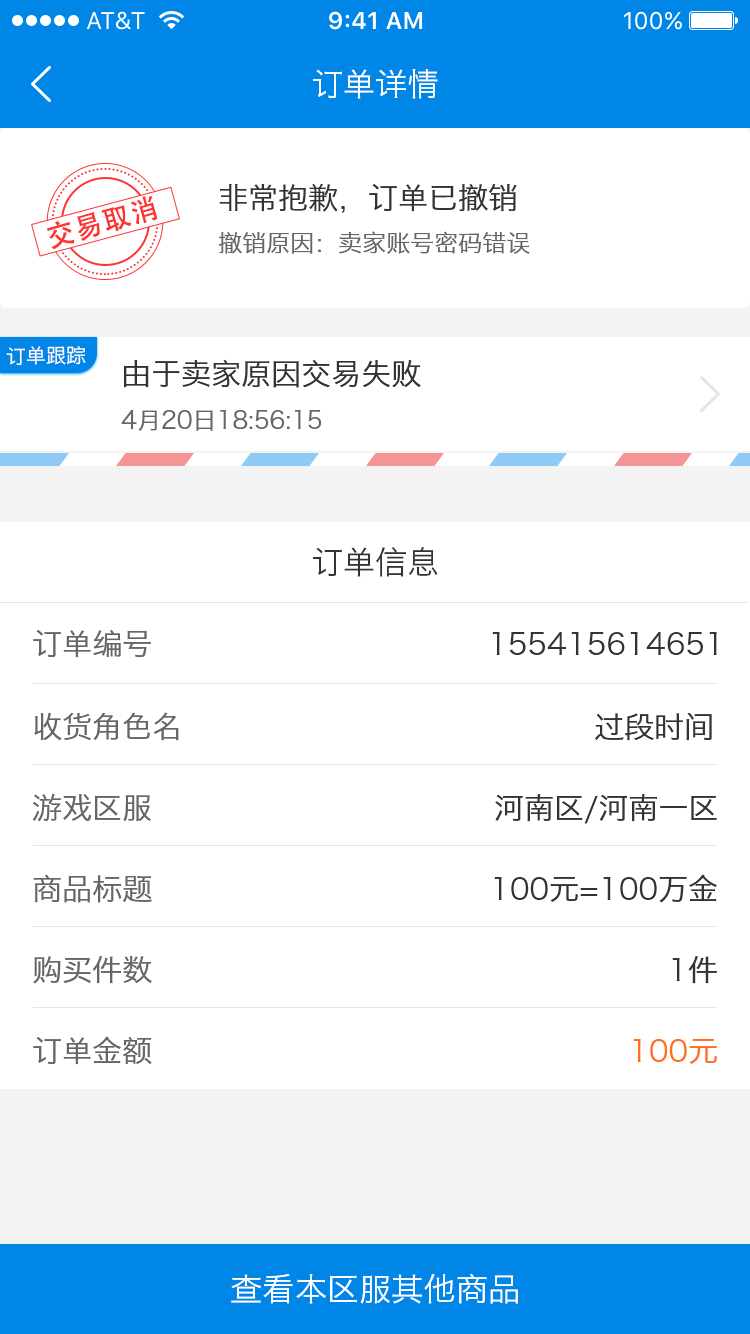 AT&T 9:41 AM 100%
订单详情
交易取消
非常抱歉，订单已撤销
撤销原因：卖家账号密码错误
订单跟踪
由于卖家原因交易失败
4月20日18:56:15
订单信息
订单编号 155415614651
收货角色名 过段时间
游戏区服 河南区/河南一区
商品标题 100元=100万金
购买件数 1件
订单金额 100元
查看本区服其他商品